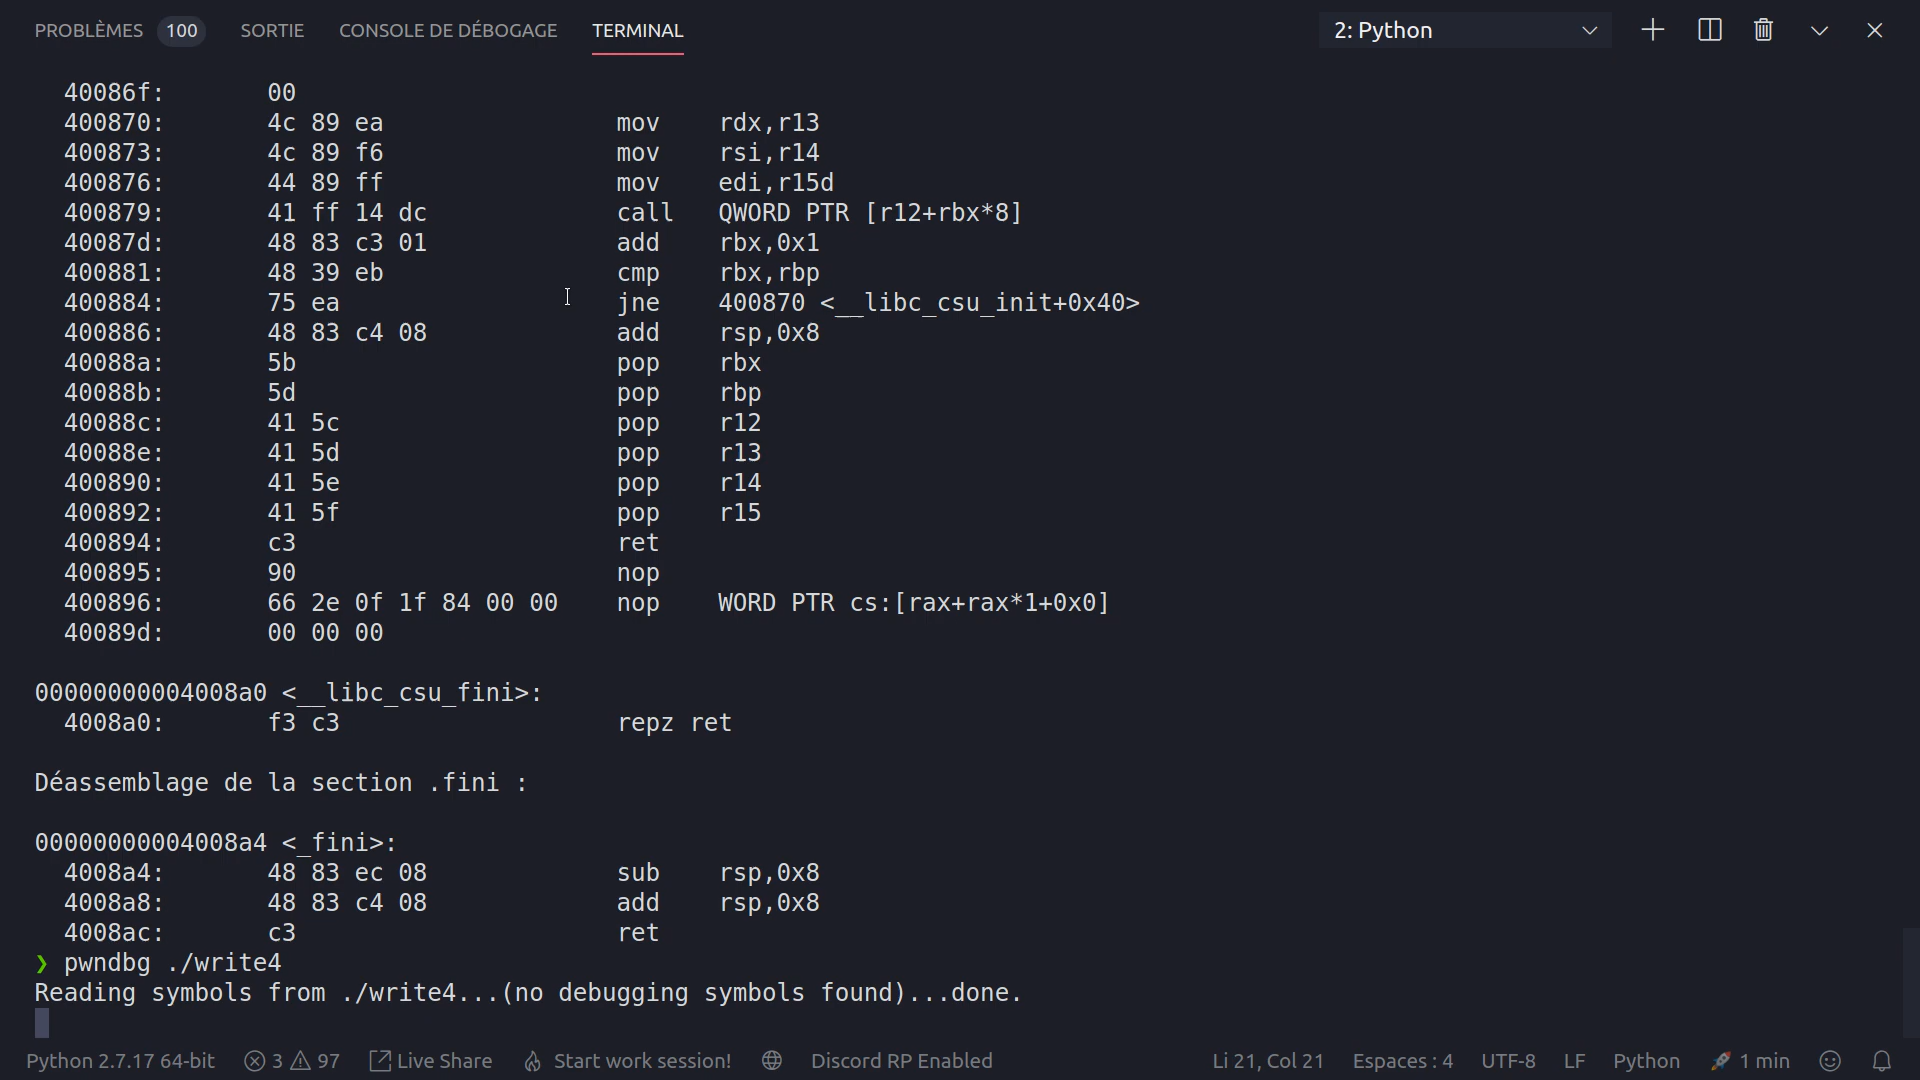 PROBLÈMES 100 SORTIE CONSOLE DE DÉBOGAGE TERMINAL 2: Python
40086f: 00
400870: 4c 89 ea mov rdx,r13
400873: 4c 89 f6 mov rsi,r14
400876: 44 89 ff mov edi,r15d
400879: 41 ff 14 dc call QWORD PTR [r12+rbx*8]
40087d: 48 83 c3 01 add rbx,0x1
400881: 48 39 eb cmp rbx,rbp
400884: 75 ea jne 400870 <__libc_csu_init+0x40>
400886: 48 83 c4 08 add rsp,0x8
40088a: 5b pop rbx
40088b: 5d pop rbp
40088c: 41 5c pop r12
40088e: 41 5d pop r13
400890: 41 5e pop r14
400892: 41 5f pop r15
400894: c3 ret
400895: 90 nop
400896: 66 2e 0f 1f 84 00 00 nop WORD PTR cs:[rax+rax*1+0x0]
40089d: 00 00 00
00000000004008a0 <__libc_csu_fini>:
4008a0: f3 c3 repz ret
Déassemblage de la section .fini :
00000000004008a4 <_fini>:
4008a4: 48 83 ec 08 sub rsp,0x8
4008a8: 48 83 c4 08 add rsp,0x8
4008ac: c3 ret
❯ pwndbg ./write4
Reading symbols from ./write4...(no debugging symbols found)...done.
Python 2.7.17 64-bit 3 97 Live Share Start work session! Discord RP Enabled Li 21, Col 21 Espaces : 4 UTF-8 LF Python 🚀 1 min